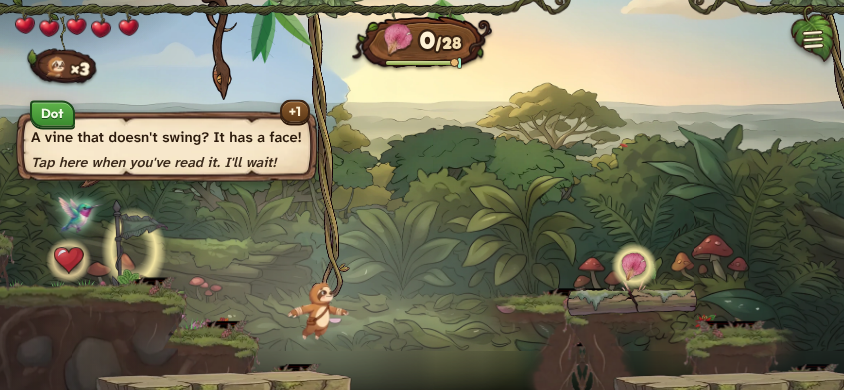 0/28
×3
Dot
+1
A vine that doesn't swing? It has a face!
Tap here when you've read it. I'll wait!